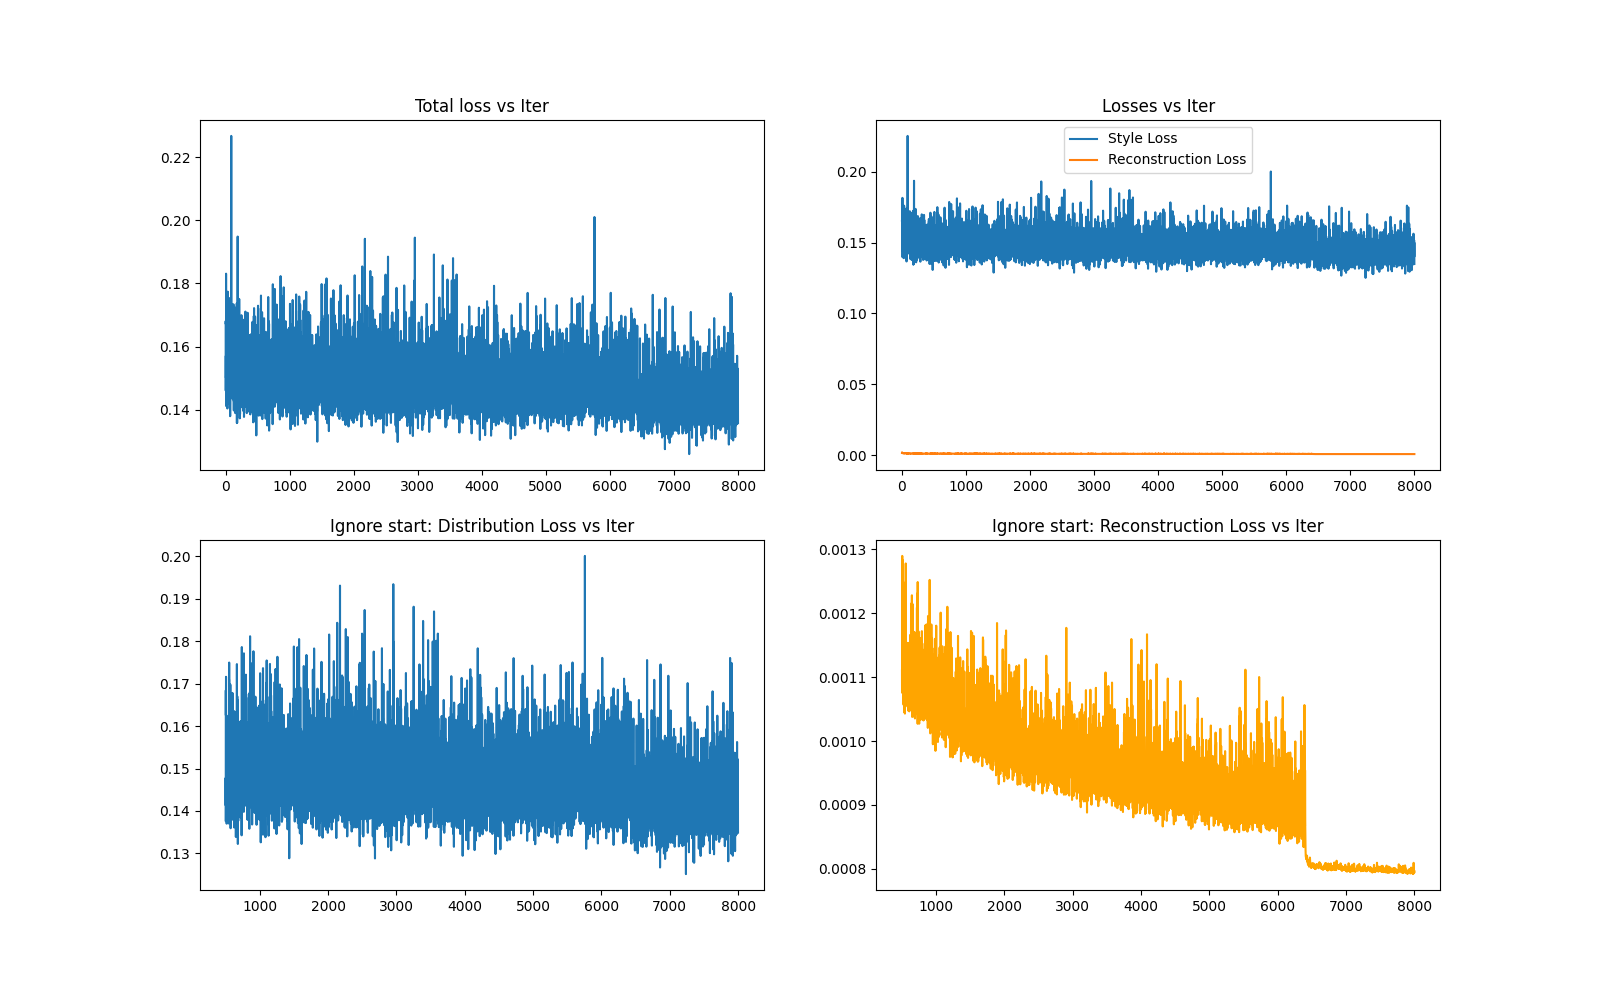 Total loss vs Iter
0.22
0.20
0.18
0.16
0.14
0 1000 2000 3000 4000 5000 6000 7000 8000
Losses vs Iter
Style Loss
Reconstruction Loss
0.20
0.15
0.10
0.05
0.00
0 1000 2000 3000 4000 5000 6000 7000 8000
Ignore start: Distribution Loss vs Iter
0.20
0.19
0.18
0.17
0.16
0.15
0.14
0.13
1000 2000 3000 4000 5000 6000 7000 8000
Ignore start: Reconstruction Loss vs Iter
0.0013
0.0012
0.0011
0.0010
0.0009
0.0008
1000 2000 3000 4000 5000 6000 7000 8000